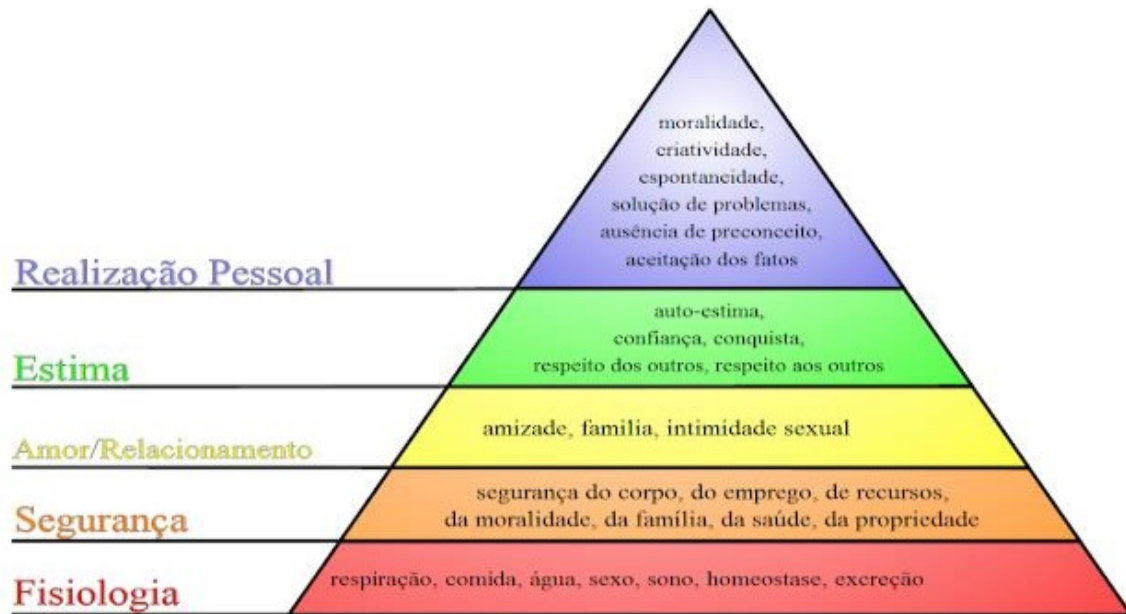 moralidade,
criatividade,
espontaneidade,
solução de problemas,
ausência de preconceito,
aceitação dos fatos
Realização Pessoal
auto-estima,
confiança, conquista,
respeito dos outros, respeito aos outros
Estima
amizade, família, intimidade sexual
Amor/Relacionamento
segurança do corpo, do emprego, de recursos,
da moralidade, da família, da saúde, da propriedade
Segurança
respiração, comida, água, sexo, sono, homeostase, excreção
Fisiologia